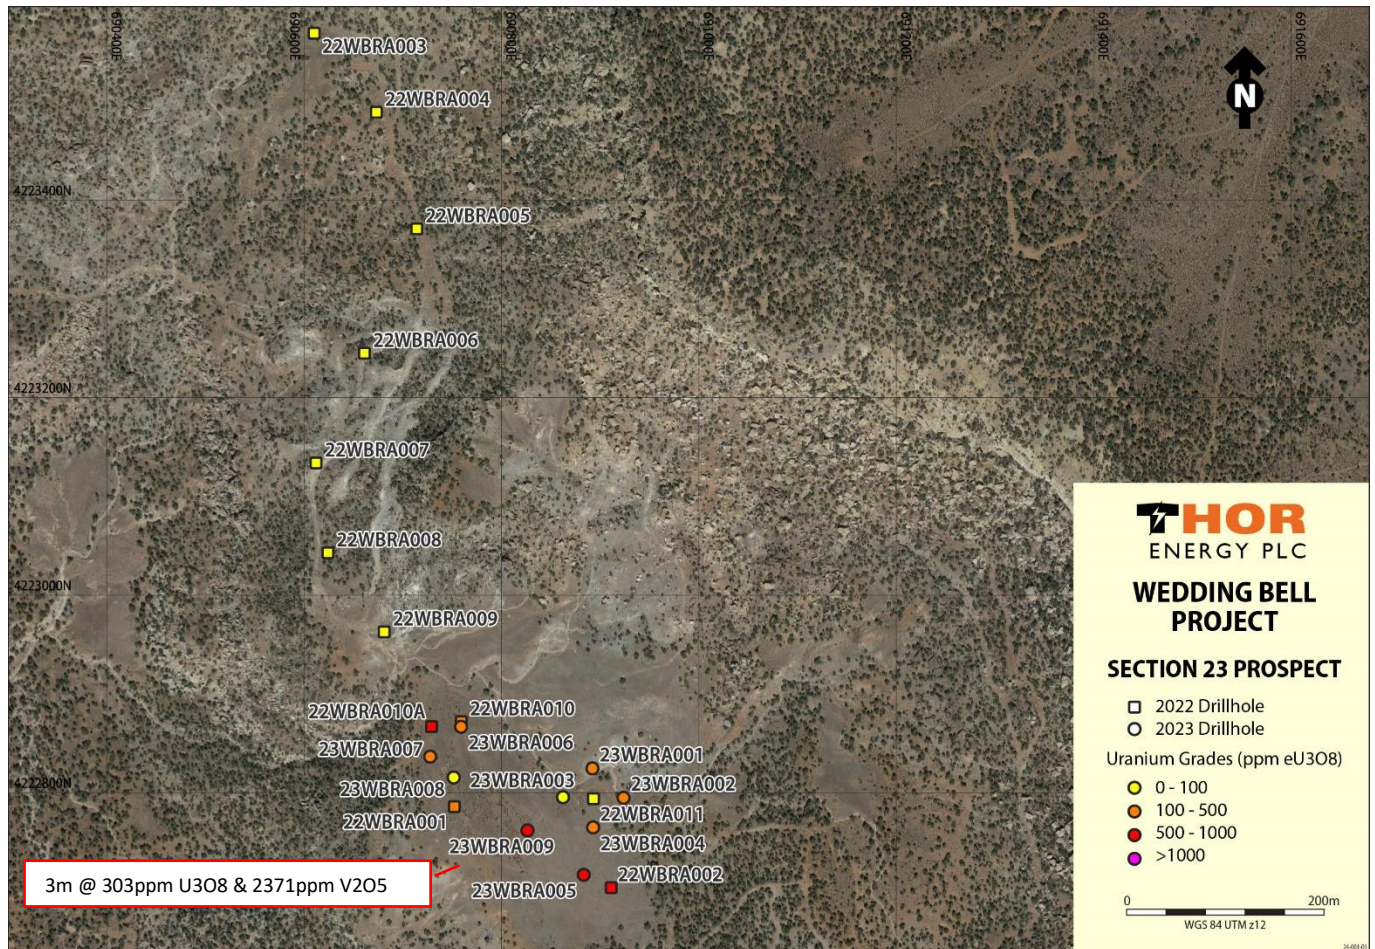 69040OE
690600E
690800E
691000E
691200E
691400E
691600E
22WBRA003
N
22WBRA004
4223400N
22WBRA005
22WBRA006
4223200N
22WBRA007
22WBRA008
4223000N
22WBRA009
22WBRA010A
22WBRA010
23WBRA007
23WBRA006
23WBRA001
4222800N
23WBRA008
23WBRA003
23WBRA002
22WBRA001
22WBRA011
23WBRA009
23WBRA004
3m @ 303ppm U3O8 & 2371ppm V2O5
23WBRA005
22WBRA002
THOR
ENERGY PLC
WEDDING BELL
PROJECT
SECTION 23 PROSPECT
2022 Drillhole
2023 Drillhole
Uranium Grades (ppm eU3O8)
0 - 100
100 - 500
500 - 1000
>1000
0 200m
WGS 84 UTM z12